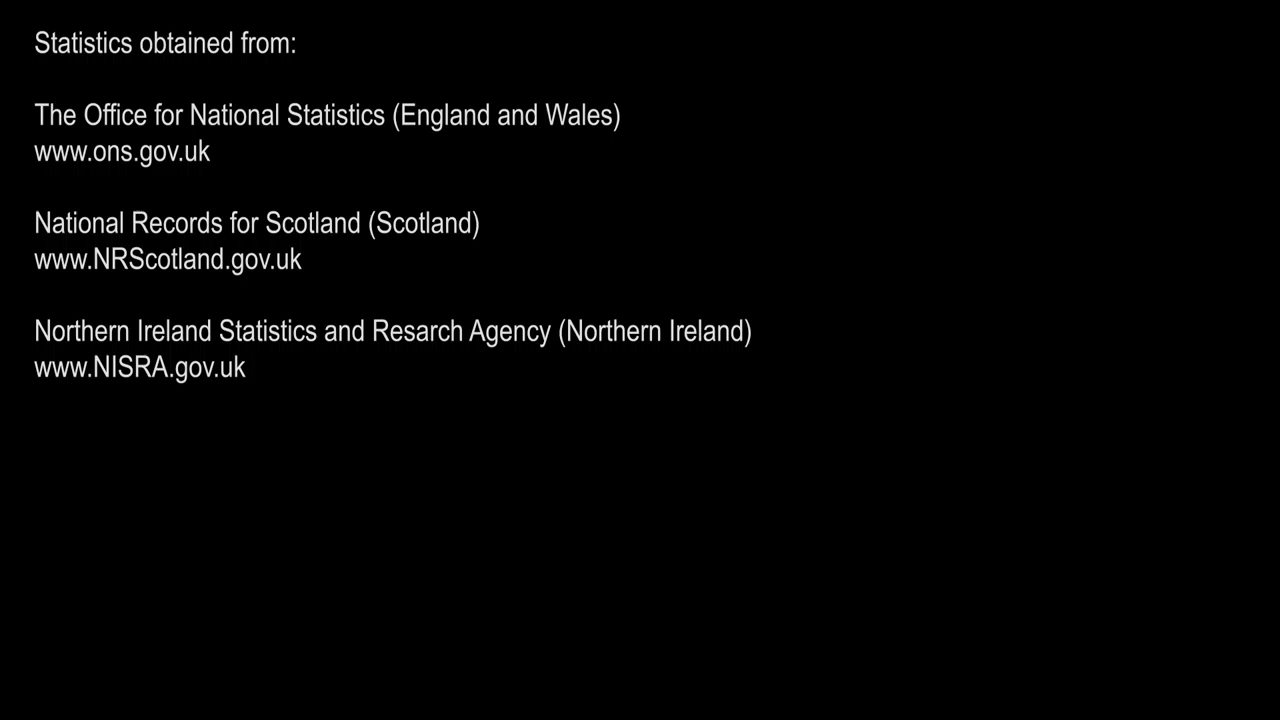 Statistics obtained from:
The Office for National Statistics (England and Wales)
www.ons.gov.uk
National Records for Scotland (Scotland)
www.NRScotland.gov.uk
Northern Ireland Statistics and Resarch Agency (Northern Ireland)
www.NISRA.gov.uk